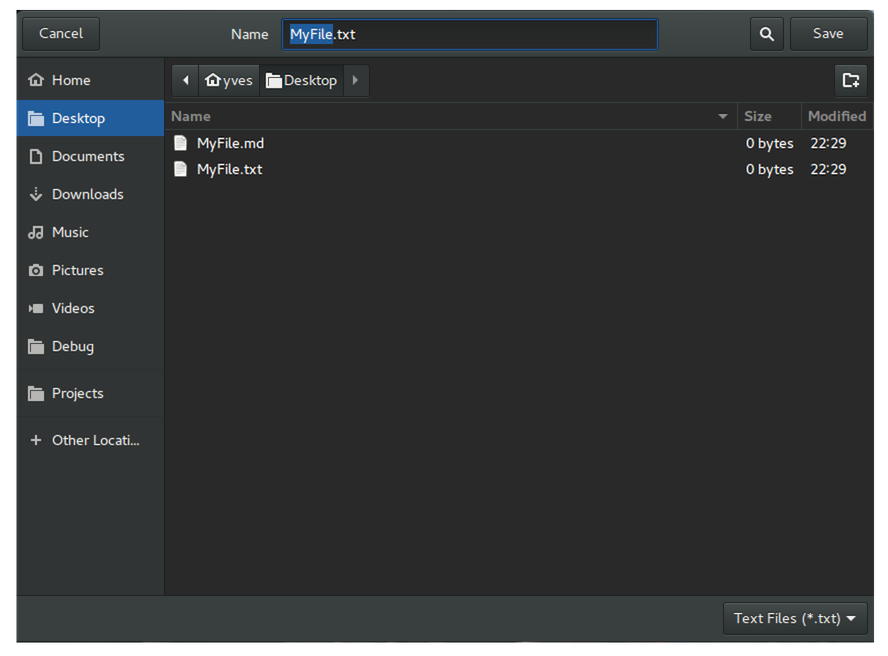 Cancel Name MyFile.txt Save
Home
Desktop
Documents
Downloads
Music
Pictures
Videos
Debug
Projects
+ Other Locati...
yves Desktop
Name Size Modified
MyFile.md 0 bytes 22:29
MyFile.txt 0 bytes 22:29
Text Files (*.txt)